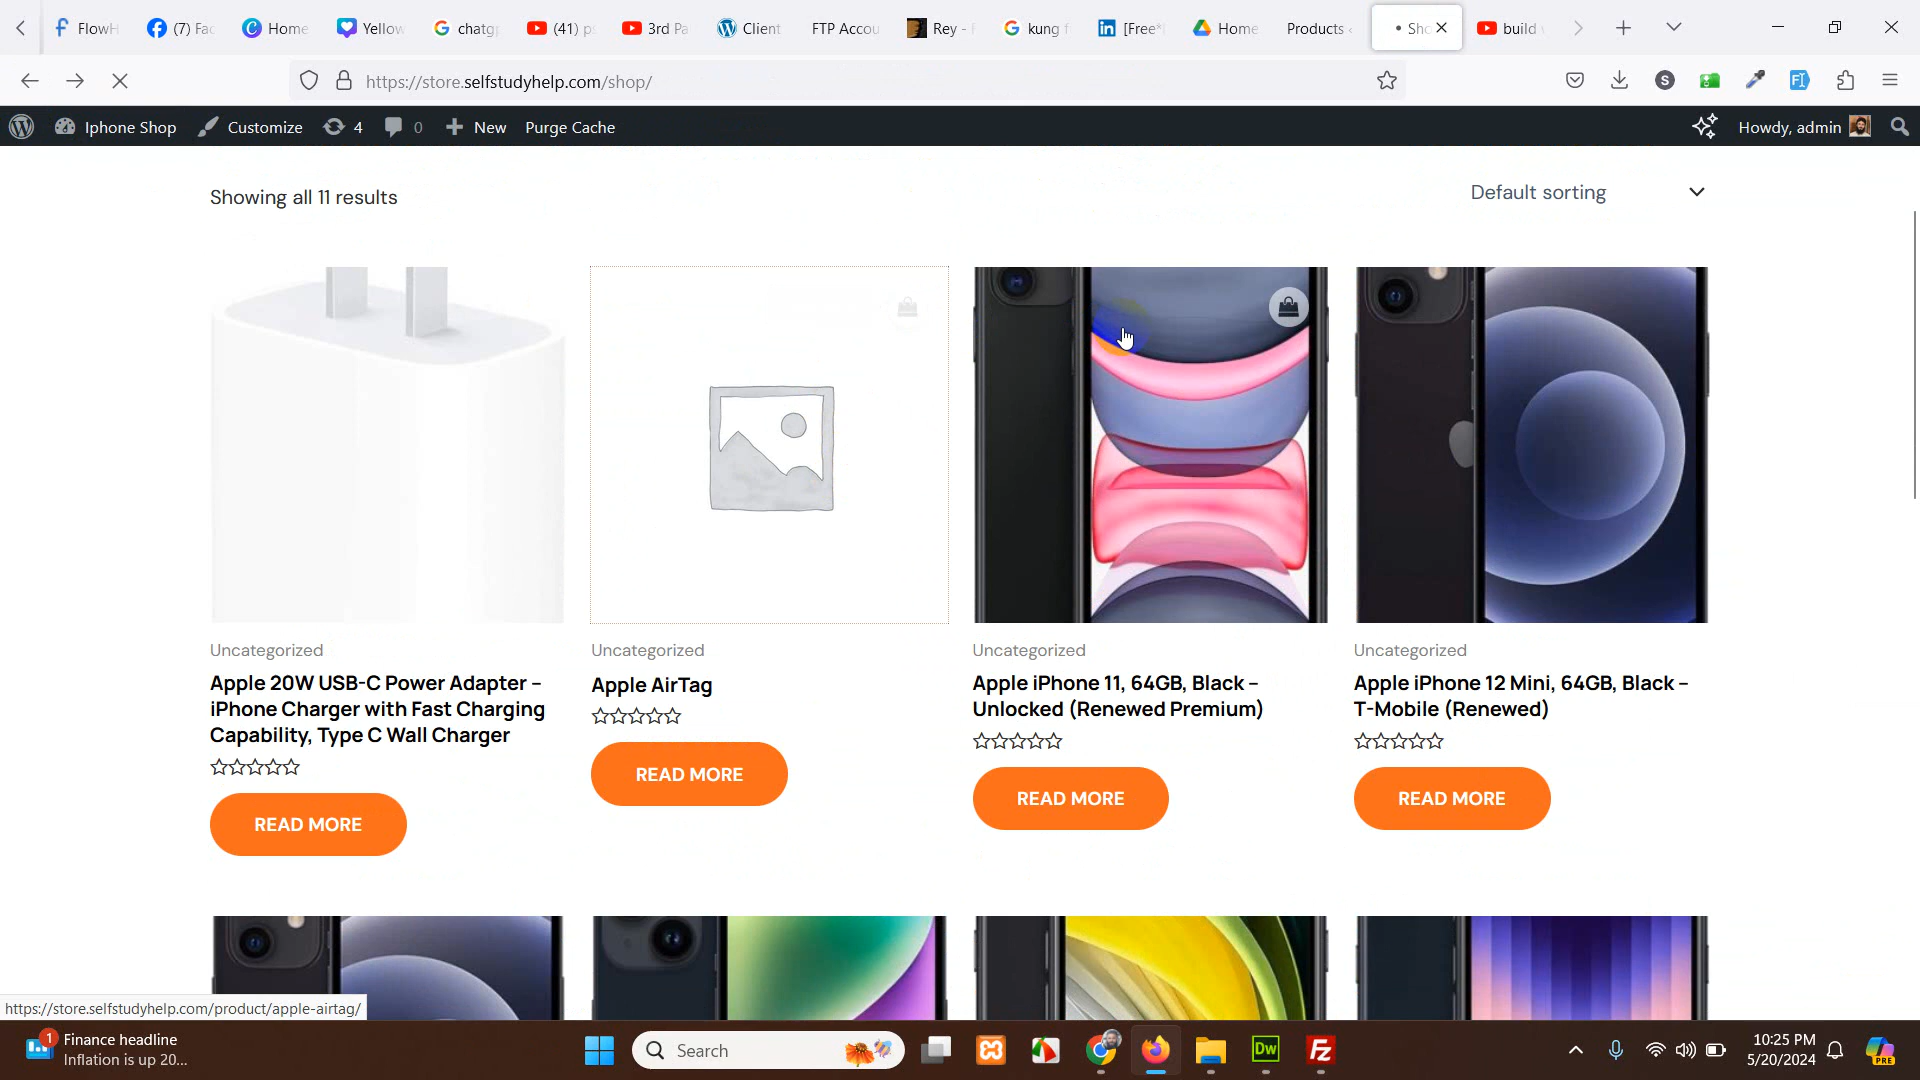 FlowH
(7) Fac
Home
Yellow
chatgp
(41) p
3rd Pa
Client
FTP Accou
Rey - F
kung f
[Free*]
Home
Products
Sho
build
https://store.selfstudyhelp.com/shop/
Iphone Shop
Customize
4
0
New
Purge Cache
Howdy, admin
Showing all 11 results
Default sorting
Uncategorized
Apple 20W USB-C Power Adapter –
iPhone Charger with Fast Charging
Capability, Type C Wall Charger
READ MORE
Uncategorized
Apple AirTag
READ MORE
Uncategorized
Apple iPhone 11, 64GB, Black –
Unlocked (Renewed Premium)
READ MORE
Uncategorized
Apple iPhone 12 Mini, 64GB, Black –
T-Mobile (Renewed)
READ MORE
https://store.selfstudyhelp.com/product/apple-airtag/
1
Finance headline
Inflation is up 20...
Search
Dw
Fz
10:25 PM
5/20/2024
PRE